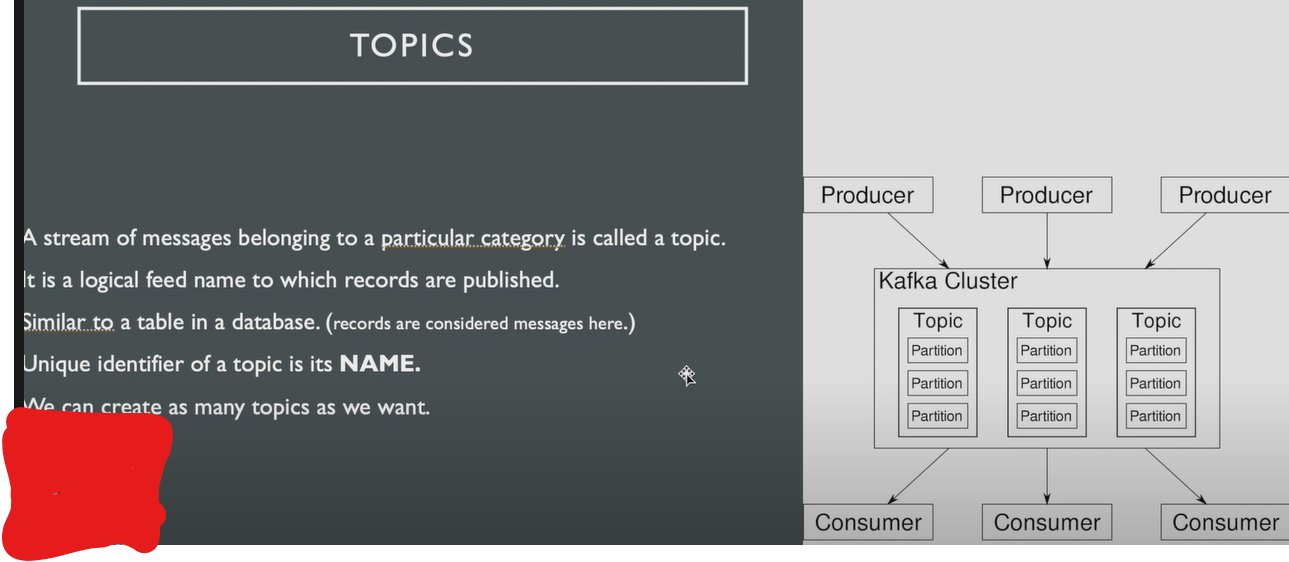 TOPICS
A stream of messages belonging to a particular category is called a topic.
It is a logical feed name to which records are published.
Similar to a table in a database. (records are considered messages here.)
Unique identifier of a topic is its NAME.
We can create as many topics as we want.
Producer
Producer
Producer
Kafka Cluster
Topic
Partition
Partition
Partition
Topic
Partition
Partition
Partition
Topic
Partition
Partition
Partition
Consumer
Consumer
Consumer